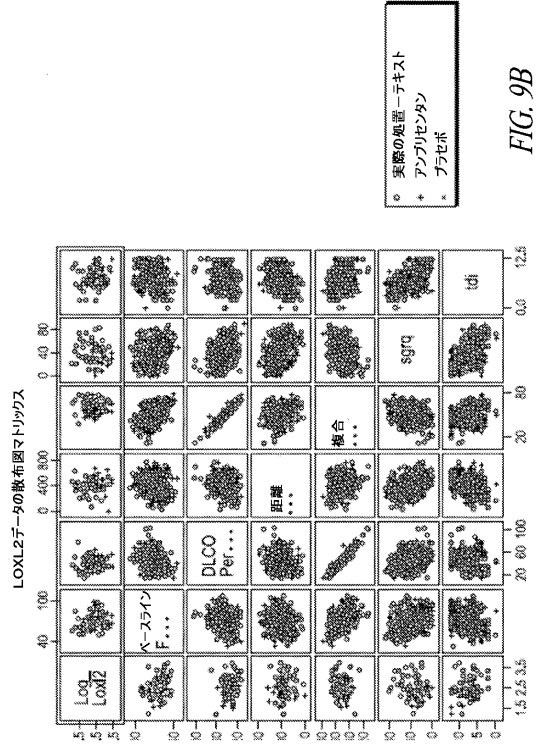 LOXL2データの散布図マトリックス
40 100
0 400 800
0 40 80
Log_
Loxl2
ベースライン
F...
DLCO
Per...
距離
...
複合
...
sgrq
tdi
1.5 2.5 3.5
20 60 100
20 80
0.0 12.5
実際の処置－テキスト
アンブリセンタン
プラセボ
FIG. 9B